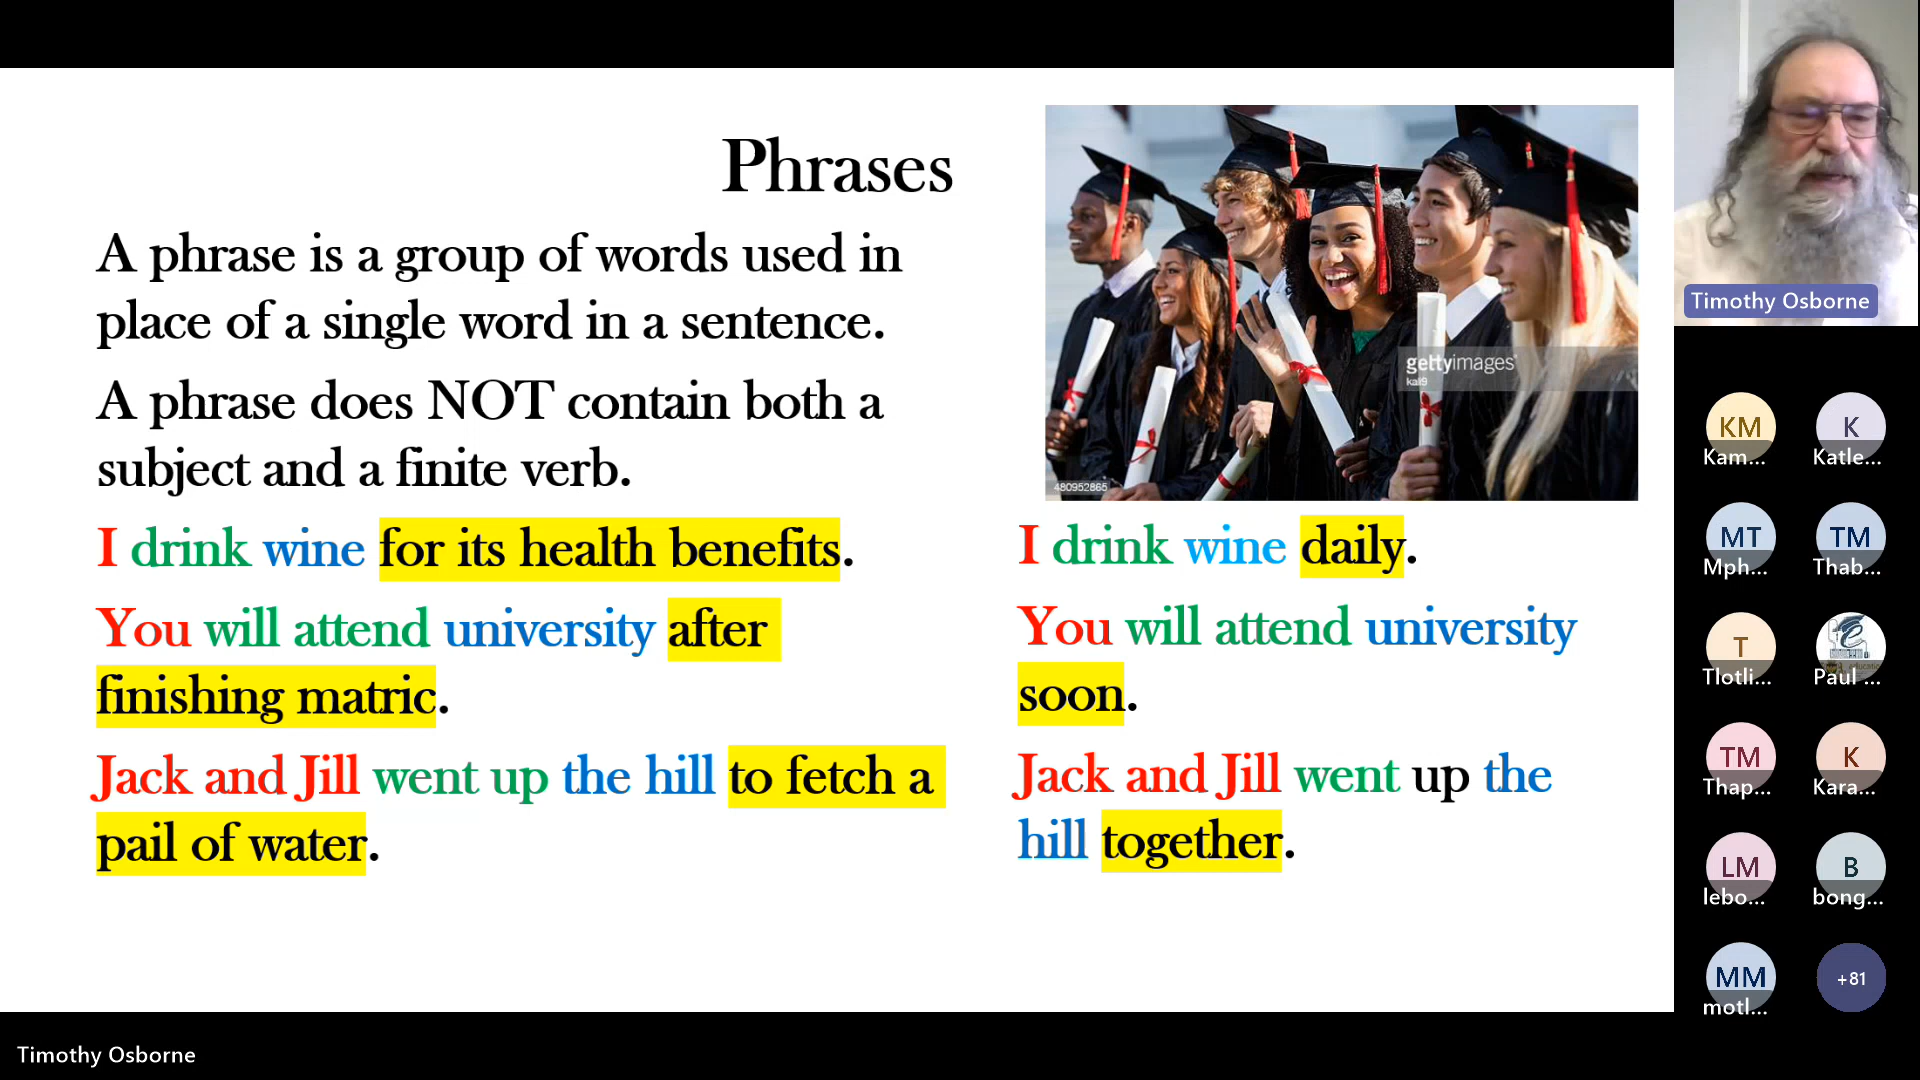 Phrases
A phrase is a group of words used in
place of a single word in a sentence.
A phrase does NOT contain both a
subject and a finite verb.
I drink wine for its health benefits.
You will attend university after
finishing matric.
Jack and Jill went up the hill to fetch a
pail of water.
gettyimages
kali9
480952865
I drink wine daily.
You will attend university
soon.
Jack and Jill went up the
hill together.
Timothy Osborne
KM
Kam...
K
Katle...
MT
Mph...
TM
Thab...
T
Tlotli...
Paul ...
TM
Thap...
K
Kara...
LM
lebo...
B
bong...
MM
motl...
+81
Timothy Osborne